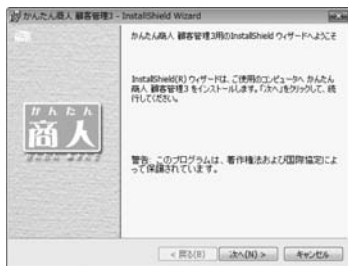 かんたん商人 顧客管理3 - InstallShield Wizard
かんたん商人 顧客管理3用のInstallShield ウィザードへようこそ
InstallShield(R) ウィザードは、ご使用のコンピュータへ かんたん
商人 顧客管理3 をインストールします。「次へ」をクリックして、続
行してください。
かんたん
商人
警告: このプログラムは、著作権法および国際協定によ
って保護されています。
< 戻る(B)
次へ(N) >
キャンセル